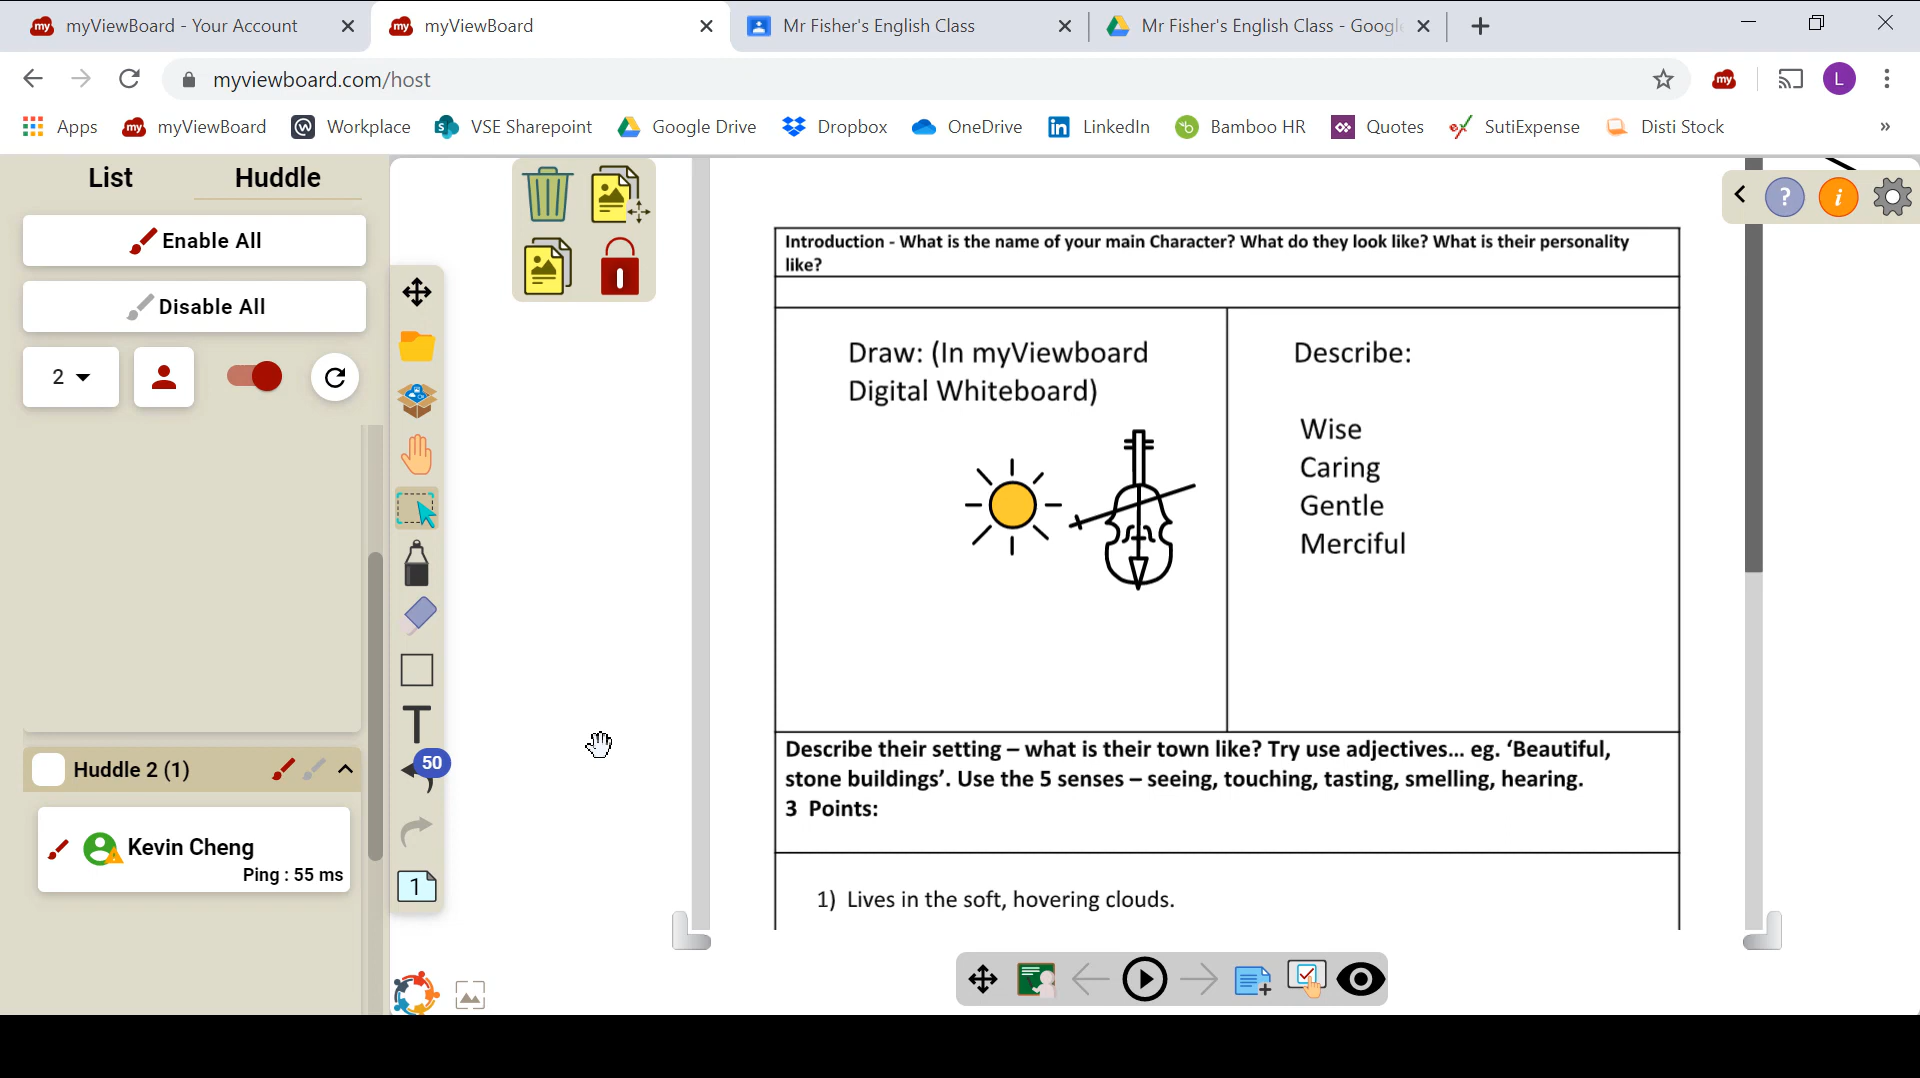 myViewBoard - Your Account
myViewBoard
Mr Fisher's English Class
Mr Fisher's English Class - Google
myviewboard.com/host
L
Apps
my
myViewBoard
Workplace
VSE Sharepoint
Google Drive
Dropbox
OneDrive
LinkedIn
Bamboo HR
Quotes
SutiExpense
Disti Stock
»
List
Huddle
Enable All
Disable All
2
Huddle 2 (1)
Kevin Cheng
Ping : 55 ms
T
50
1
?
i
Introduction - What is the name of your main Character? What do they look like? What is their personality
like?
Draw: (In myViewboard
Digital Whiteboard)
Describe:
Wise
Caring
Gentle
Merciful
Describe their setting – what is their town like? Try use adjectives... eg. ‘Beautiful,
stone buildings’. Use the 5 senses – seeing, touching, tasting, smelling, hearing.
3 Points:
1) Lives in the soft, hovering clouds.